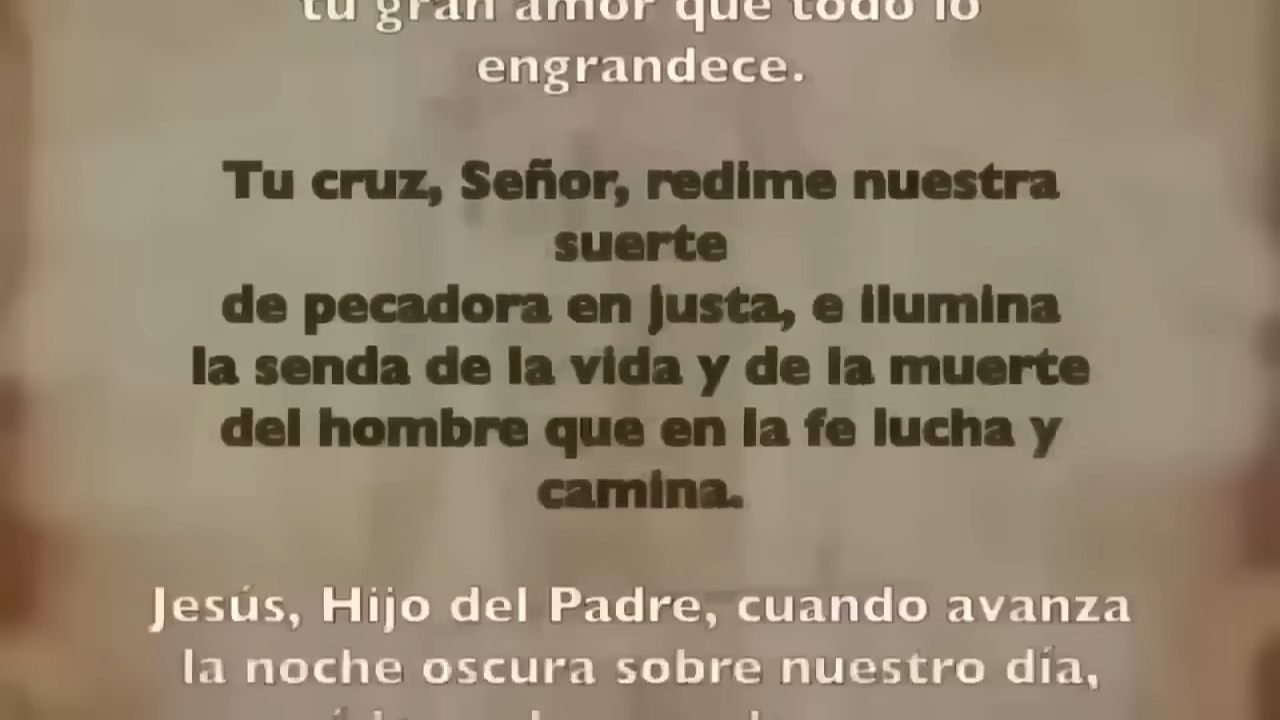 tu gran amor que todo lo
engrandece.
Tu cruz, Señor, redime nuestra
suerte
de pecadora en justa, e ilumina
la senda de la vida y de la muerte
del hombre que en la fe lucha y
camina.
Jesús, Hijo del Padre, cuando avanza
la noche oscura sobre nuestro día,